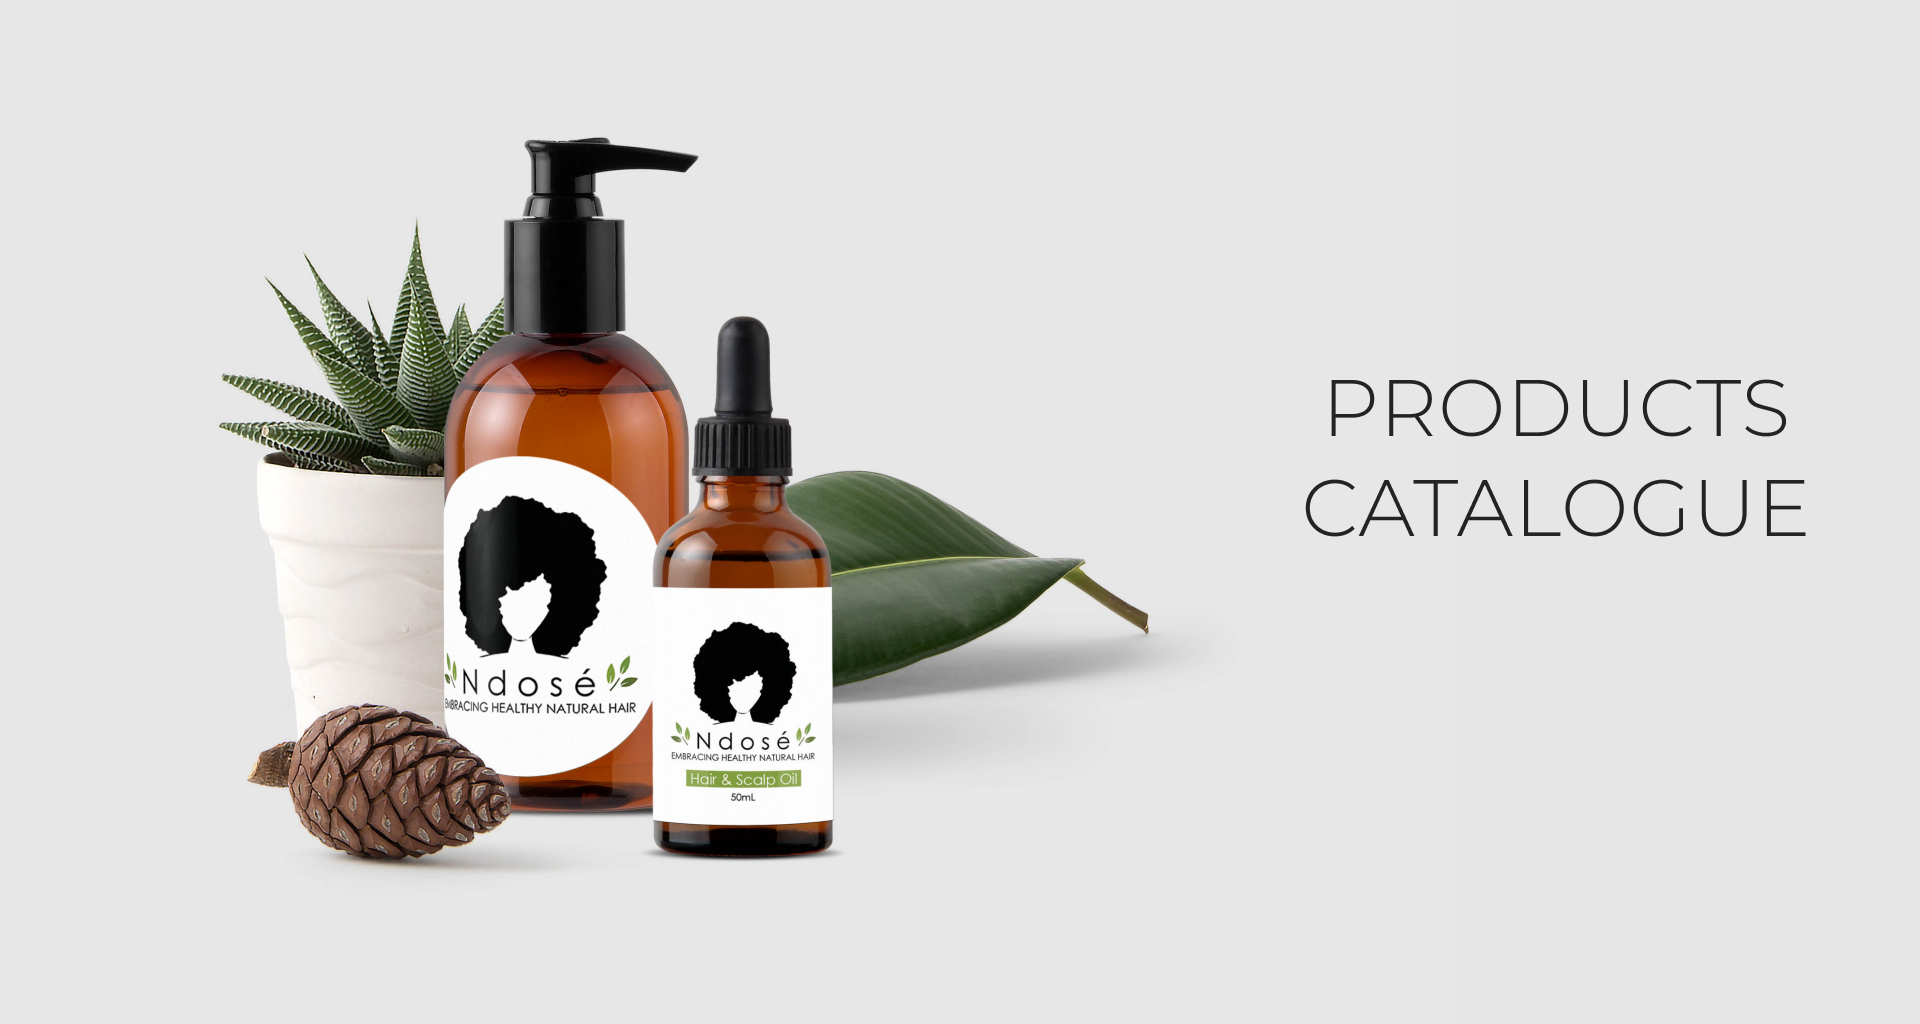 Ndosé
EMBRACING HEALTHY NATURAL HAIR
Ndosé
EMBRACING HEALTHY NATURAL HAIR
Hair & Scalp Oil
50mL
PRODUCTS
CATALOGUE